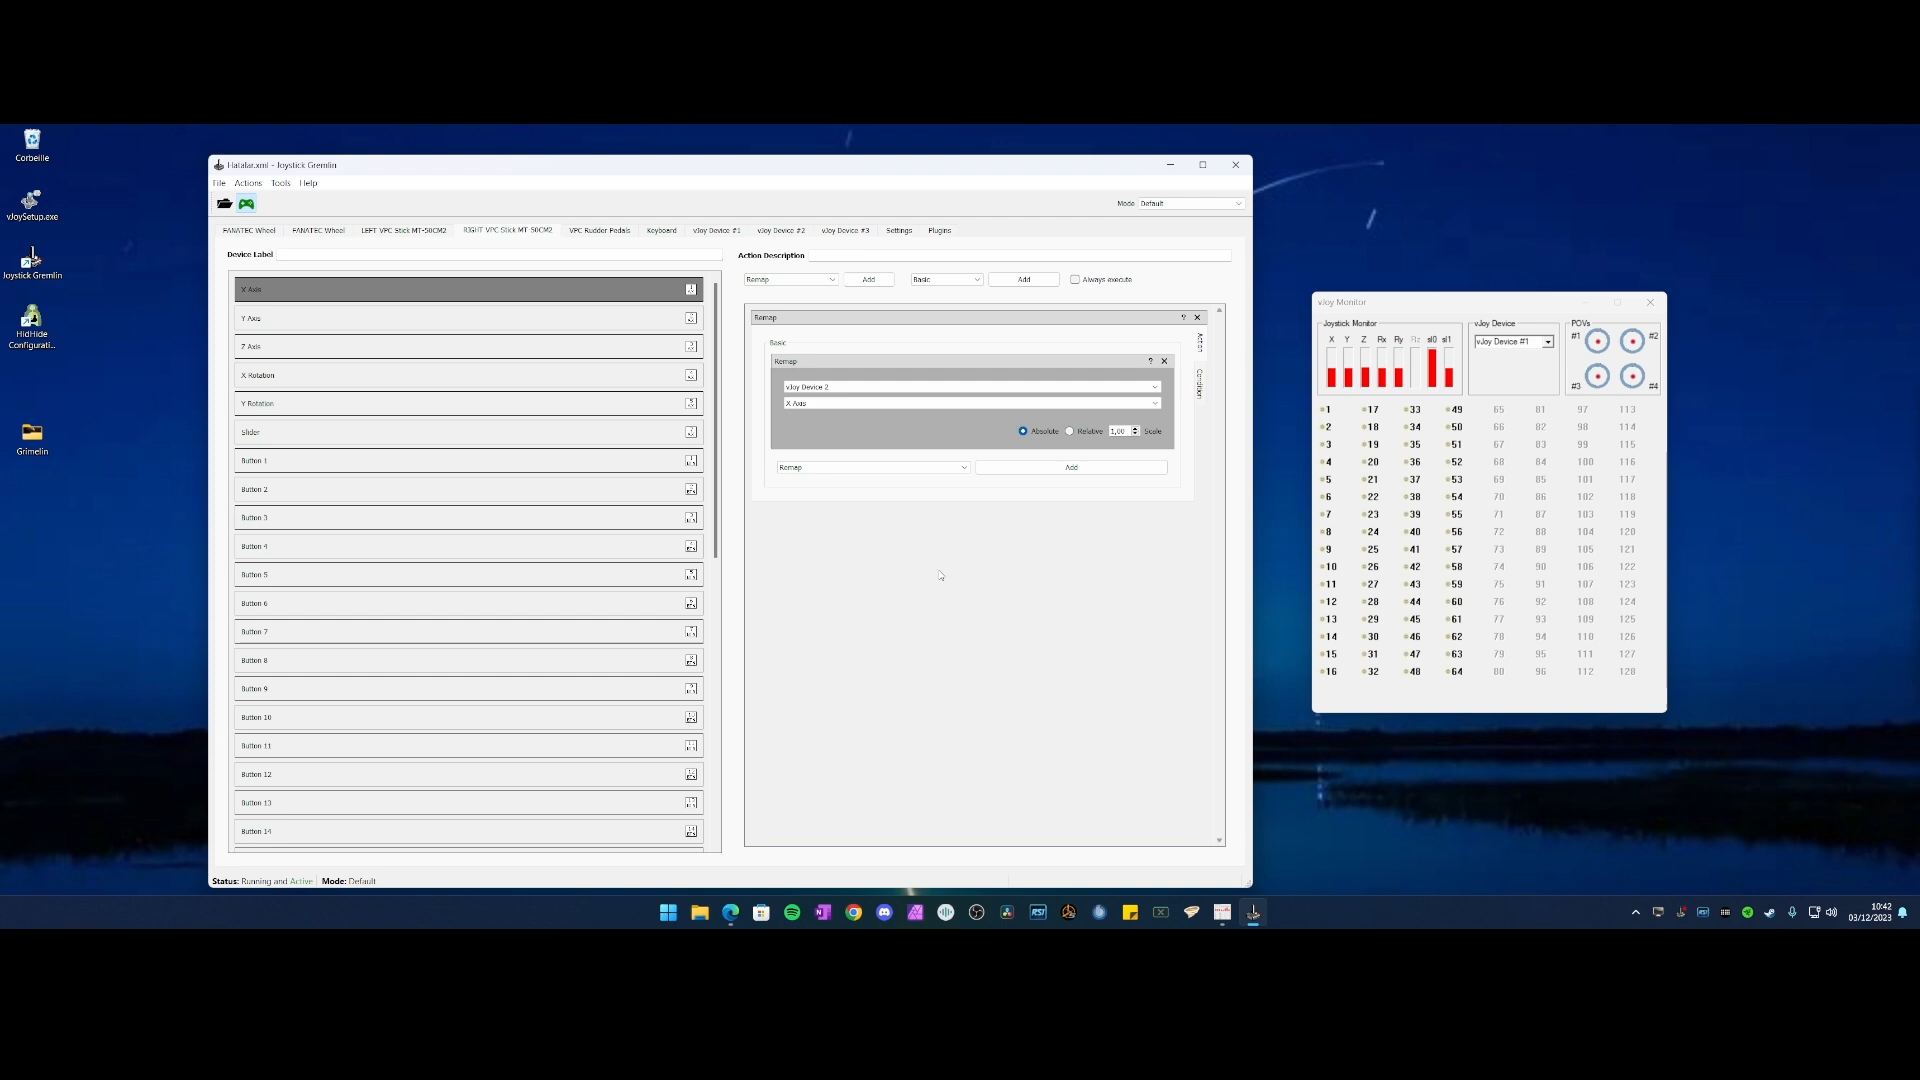 Corbeille
vJoySetup.exe
Joystick Gremlin
HidHide
Configurati...
Grimelin
Hatalar.xml - Joystick Gremlin
File Actions Tools Help
Mode Default
FANATEC Wheel FANATEC Wheel LEFT VPC Stick MT-50CM2 RIGHT VPC Stick MT-50CM2 VPC Rudder Pedals Keyboard vJoy Device #1 vJoy Device #2 vJoy Device #3 Settings Plugins
Device Label
X Axis
Y Axis
Z Axis
X Rotation
Y Rotation
Slider
Button 1
Button 2
Button 3
Button 4
Button 5
Button 6
Button 7
Button 8
Button 9
Button 10
Button 11
Button 12
Button 13
Button 14
Action Description
Remap Add Basic Add Always execute
Remap ?
Action
Condition
Basic
Remap ?
vJoy Device 2
X Axis
Absolute Relative 1,00 Scale
Remap Add
Status: Running and Active Mode: Default
vJoy Monitor
Joystick Monitor vJoy Device POVs
X Y Z Rx Ry Rz sl0 sl1
vJoy Device #1
#1 #2
#3 #4
1 17 33 49 65 81 97 113
2 18 34 50 66 82 98 114
3 19 35 51 67 83 99 115
4 20 36 52 68 84 100 116
5 21 37 53 69 85 101 117
6 22 38 54 70 86 102 118
7 23 39 55 71 87 103 119
8 24 40 56 72 88 104 120
9 25 41 57 73 89 105 121
10 26 42 58 74 90 106 122
11 27 43 59 75 91 107 123
12 28 44 60 76 92 108 124
13 29 45 61 77 93 109 125
14 30 46 62 78 94 110 126
15 31 47 63 79 95 111 127
16 32 48 64 80 96 112 128
RSI
10:42
03/12/2023